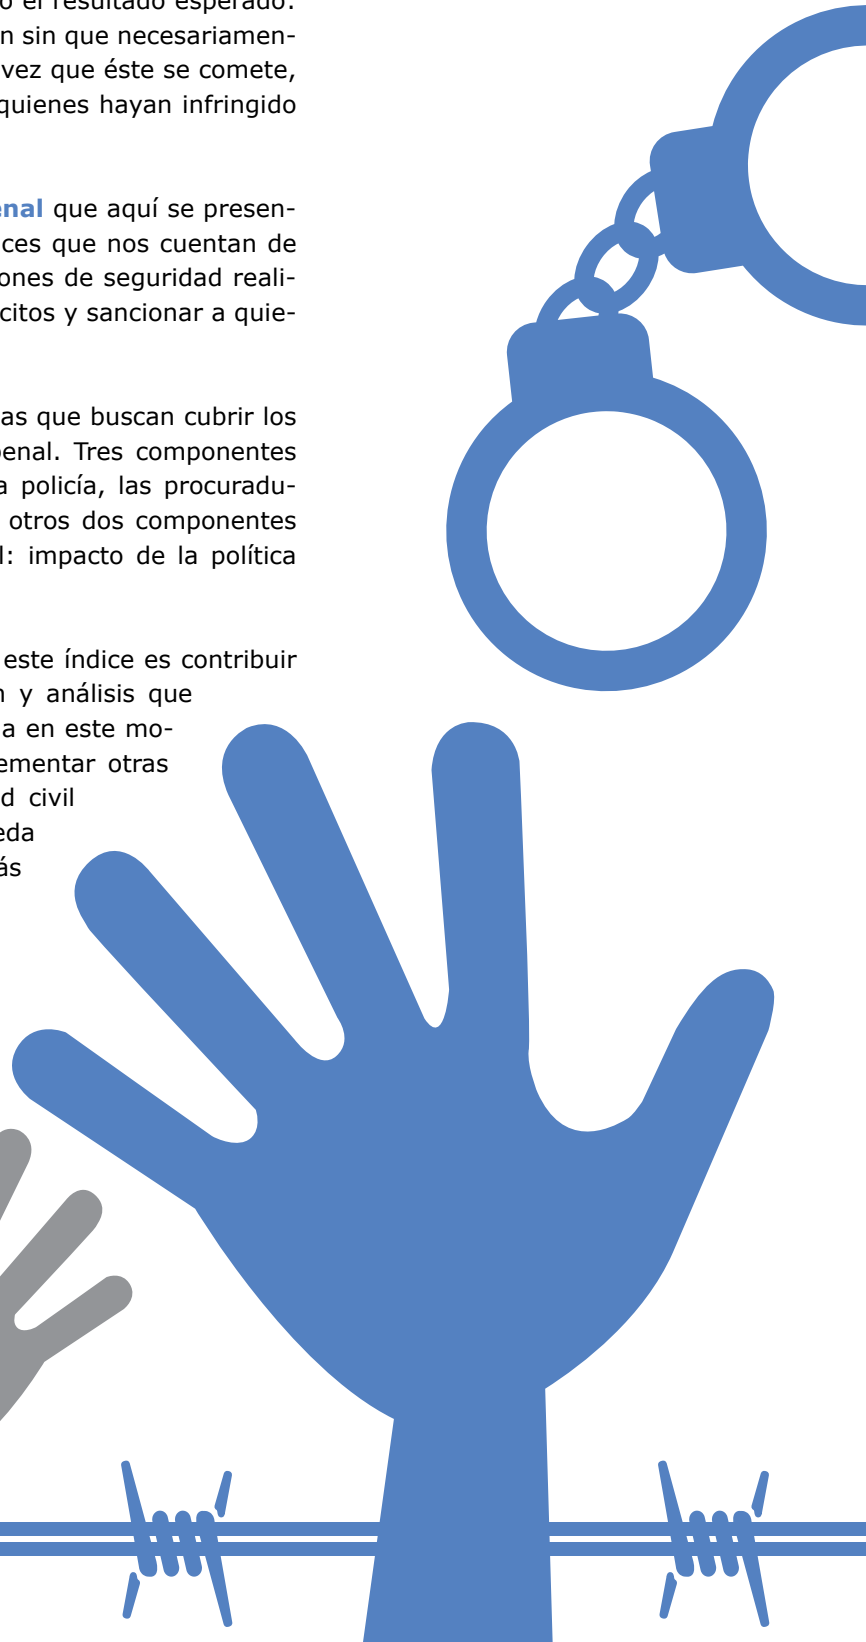 o el resultado esperado.
n sin que necesariamen-
vez que éste se comete,
quienes hayan infringido
enal que aquí se presen-
ces que nos cuentan de
ones de seguridad reali-
citos y sancionar a quie-
as que buscan cubrir los
penal. Tres componentes
a policía, las procuradu-
otros dos componentes
l: impacto de la política
este índice es contribuir
n y análisis que
a en este mo-
ementar otras
d civil
eda
ás